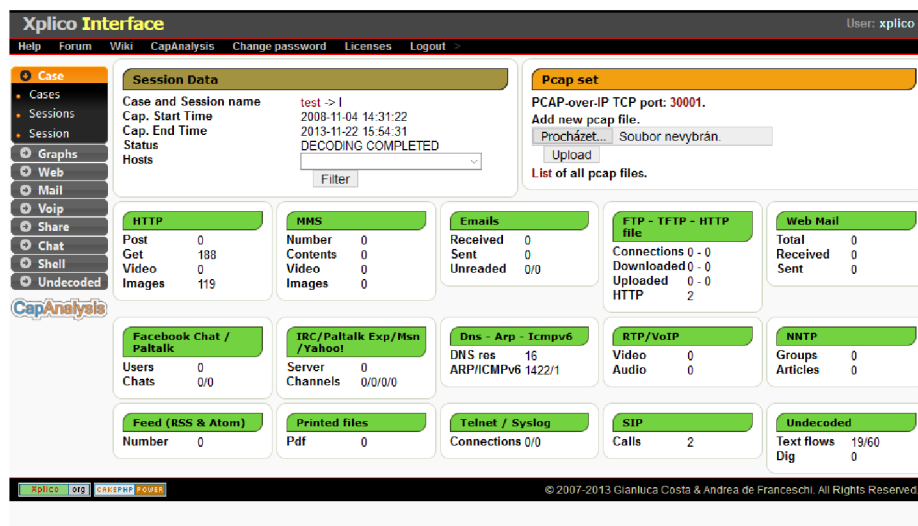 Xplico Interface
User: xplico
Help Forum Wiki CapAnalysis Change password Licenses Logout >
Case
Cases
Sessions
Session
Graphs
Web
Mail
Voip
Share
Chat
Shell
Undecoded
CapAnalysis
Session Data
Case and Session name test -> I
Cap. Start Time 2008-11-04 14:31:22
Cap. End Time 2013-11-22 15:54:31
Status DECODING COMPLETED
Hosts
Filter
Pcap set
PCAP-over-IP TCP port: 30001.
Add new pcap file.
Procházet... Soubor nevybrán.
Upload
List of all pcap files.
HTTP
Post 0
Get 188
Video 0
Images 119
MMS
Number 0
Contents 0
Video 0
Images 0
Emails
Received 0
Sent 0
Unreaded 0/0
FTP - TFTP - HTTP
file
Connections 0 - 0
Downloaded 0 - 0
Uploaded 0 - 0
HTTP 2
Web Mail
Total 0
Received 0
Sent 0
Facebook Chat /
Paltalk
Users 0
Chats 0/0
IRC/Paltalk Exp/Msn
/Yahoo!
Server 0
Channels 0/0/0/0
Dns - Arp - Icmpv6
DNS res 16
ARP/ICMPv6 1422/1
RTP/VoIP
Video 0
Audio 0
NNTP
Groups 0
Articles 0
Feed (RSS & Atom)
Number 0
Printed files
Pdf 0
Telnet / Syslog
Connections 0/0
SIP
Calls 2
Undecoded
Text flows 19/60
Dig 0
Xplico org CAKEPHP POWER
© 2007-2013 Gianluca Costa & Andrea de Franceschi. All Rights Reserved.